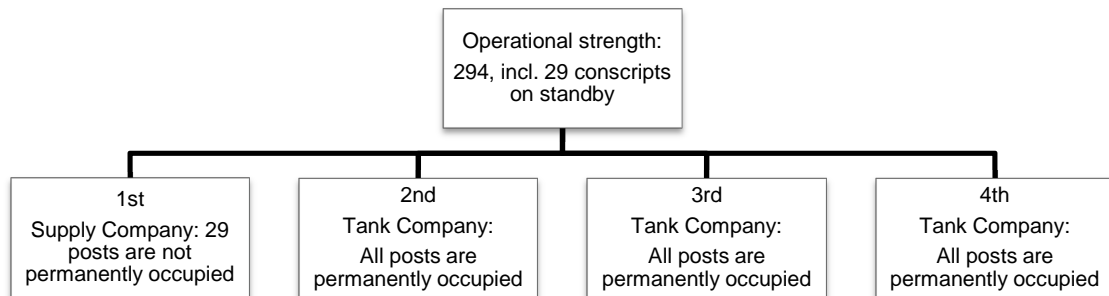 Operational strength:
294, incl. 29 conscripts
on standby
1st
Supply Company: 29
posts are not
permanently occupied
2nd
Tank Company:
All posts are
permanently occupied
3rd
Tank Company:
All posts are
permanently occupied
4th
Tank Company:
All posts are
permanently occupied